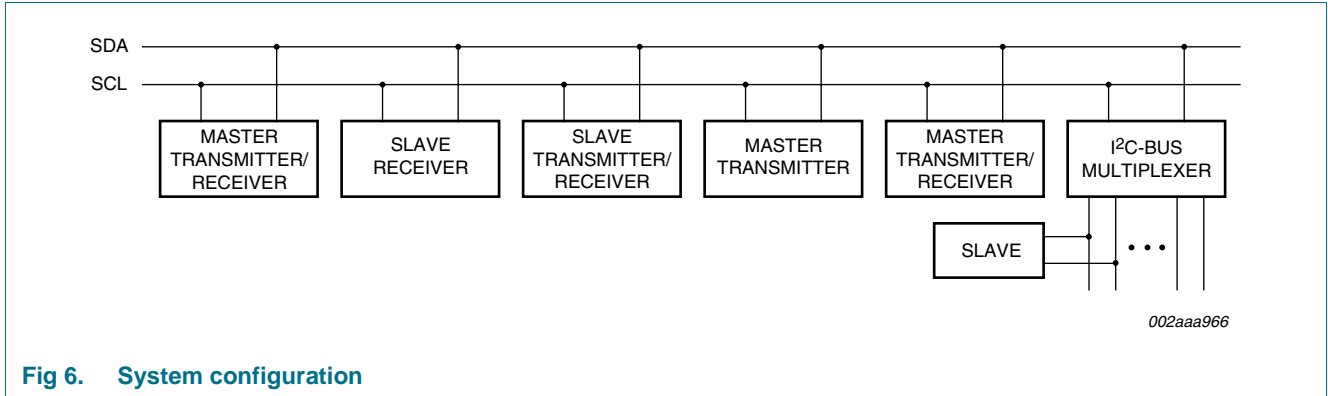 SDA
SCL
MASTER
TRANSMITTER/
RECEIVER
SLAVE
RECEIVER
SLAVE
TRANSMITTER/
RECEIVER
MASTER
TRANSMITTER
MASTER
TRANSMITTER/
RECEIVER
I²C-BUS
MULTIPLEXER
SLAVE
002aaa966
Fig 6. System configuration